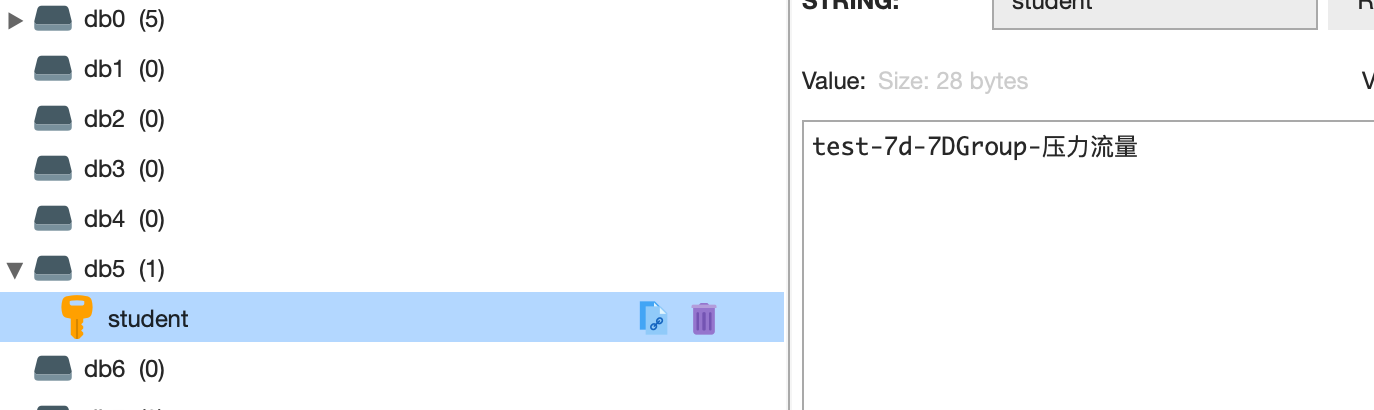 db0 (5)
db1 (0)
db2 (0)
db3 (0)
db4 (0)
db5 (1)
student
db6 (0)
STRING:
student
Value: Size: 28 bytes
test-7d-7DGroup-压力流量